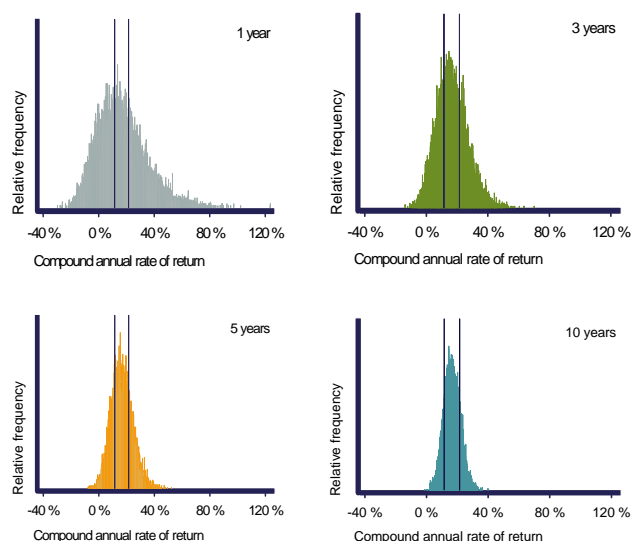 1 year
Relative frequency
-40 % 0 % 40 % 80 % 120 %
Compound annual rate of return
3 years
Relative frequency
-40 % 0 % 40 % 80 % 120 %
Compound annual rate of return
5 years
Relative frequency
-40 % 0 % 40 % 80 % 120 %
Compound annual rate of return
10 years
Relative frequency
-40 % 0 % 40 % 80 % 120 %
Compound annual rate of return